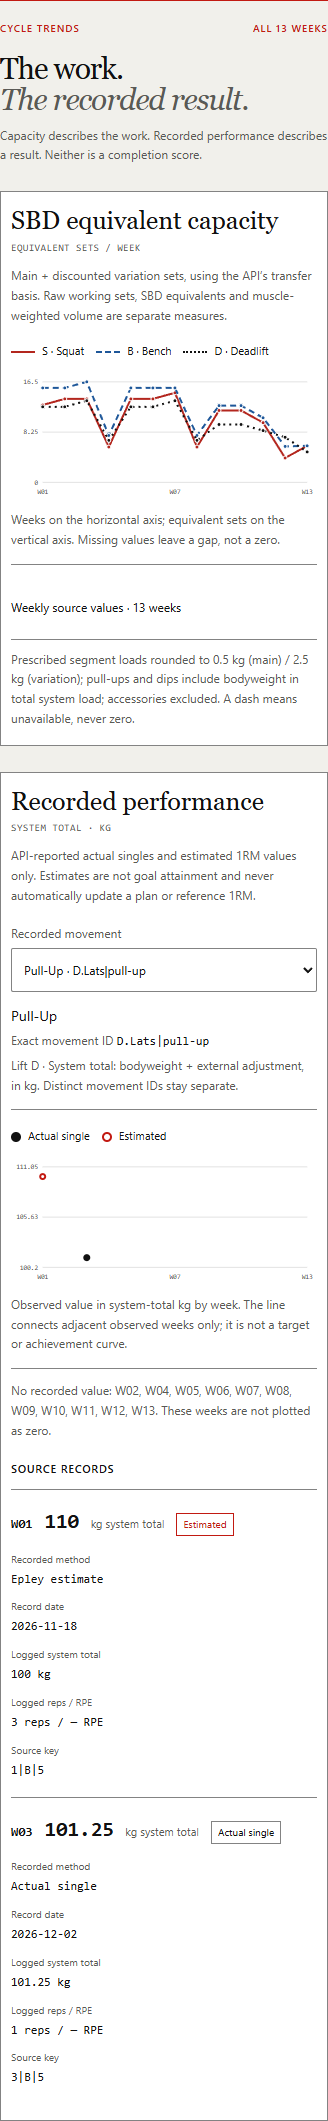 CYCLE TRENDS
ALL 13 WEEKS
The work.
The recorded result.
Capacity describes the work. Recorded performance describes
a result. Neither is a completion score.
SBD equivalent capacity
EQUIVALENT SETS / WEEK
Main + discounted variation sets, using the API's transfer
basis. Raw working sets, SBD equivalents and muscle-
weighted volume are separate measures.
S · Squat B · Bench D · Deadlift
16.5
8.25
0
W01 W07 W13
Weeks on the horizontal axis; equivalent sets on the
vertical axis. Missing values leave a gap, not a zero.
Weekly source values · 13 weeks
Prescribed segment loads rounded to 0.5 kg (main) / 2.5
kg (variation); pull-ups and dips include bodyweight in
total system load; accessories excluded. A dash means
unavailable, never zero.
Recorded performance
SYSTEM TOTAL · KG
API-reported actual singles and estimated 1RM values
only. Estimates are not goal attainment and never
automatically update a plan or reference 1RM.
Recorded movement
Pull-Up · D.Lats|pull-up
Pull-Up
Exact movement ID D.Lats|pull-up
Lift D · System total: bodyweight + external adjustment,
in kg. Distinct movement IDs stay separate.
Actual single Estimated
111.05
105.63
100.2
W01 W07 W13
Observed value in system-total kg by week. The line
connects adjacent observed weeks only; it is not a target
or achievement curve.
No recorded value: W02, W04, W05, W06, W07, W08,
W09, W10, W11, W12, W13. These weeks are not plotted
as zero.
SOURCE RECORDS
W01 110 kg system total Estimated
Recorded method
Epley estimate
Record date
2026-11-18
Logged system total
100 kg
Logged reps / RPE
3 reps / — RPE
Source key
1|B|5
W03 101.25 kg system total Actual single
Recorded method
Actual single
Record date
2026-12-02
Logged system total
101.25 kg
Logged reps / RPE
1 reps / — RPE
Source key
3|B|5